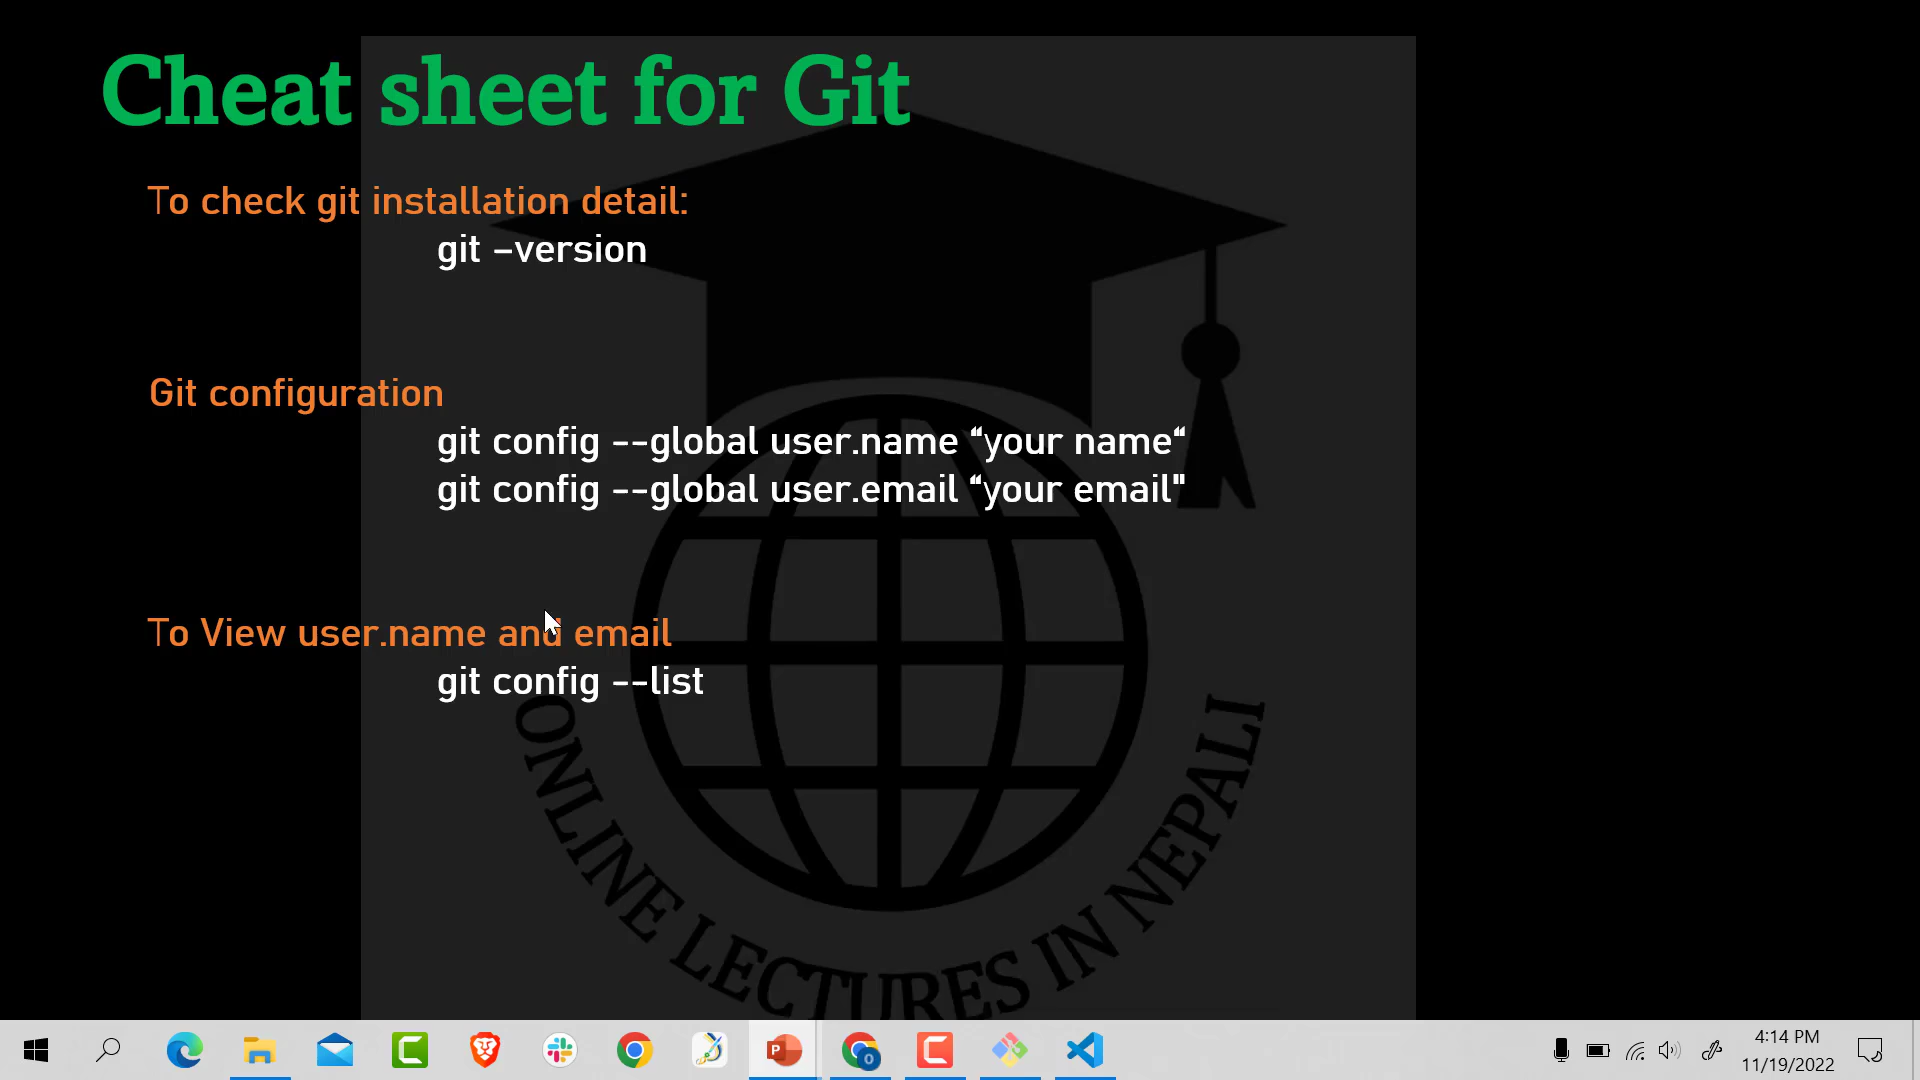 Cheat sheet for Git
To check git installation detail:
git –version
Git configuration
git config --global user.name “your name“
git config --global user.email “your email"
To View user.name and email
git config --list
ONLINE LECTURES IN NEPALI
4:14 PM
11/19/2022